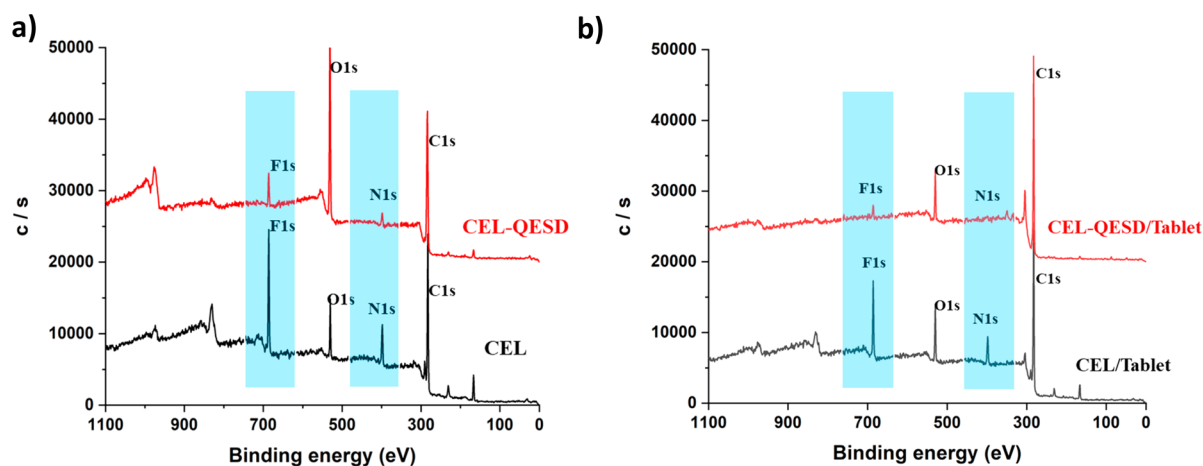 a)
50000
40000
30000
20000
10000
0
c / s
O1s
C1s
F1s
N1s
CEL-QESD
F1s
O1s
N1s
C1s
CEL
1100 900 700 500 300 100 0
Binding energy (eV)
b)
50000
40000
30000
20000
10000
0
c / s
C1s
O1s
F1s
N1s
CEL-QESD/Tablet
C1s
F1s
O1s
N1s
CEL/Tablet
1100 900 700 500 300 100 0
Binding energy (eV)